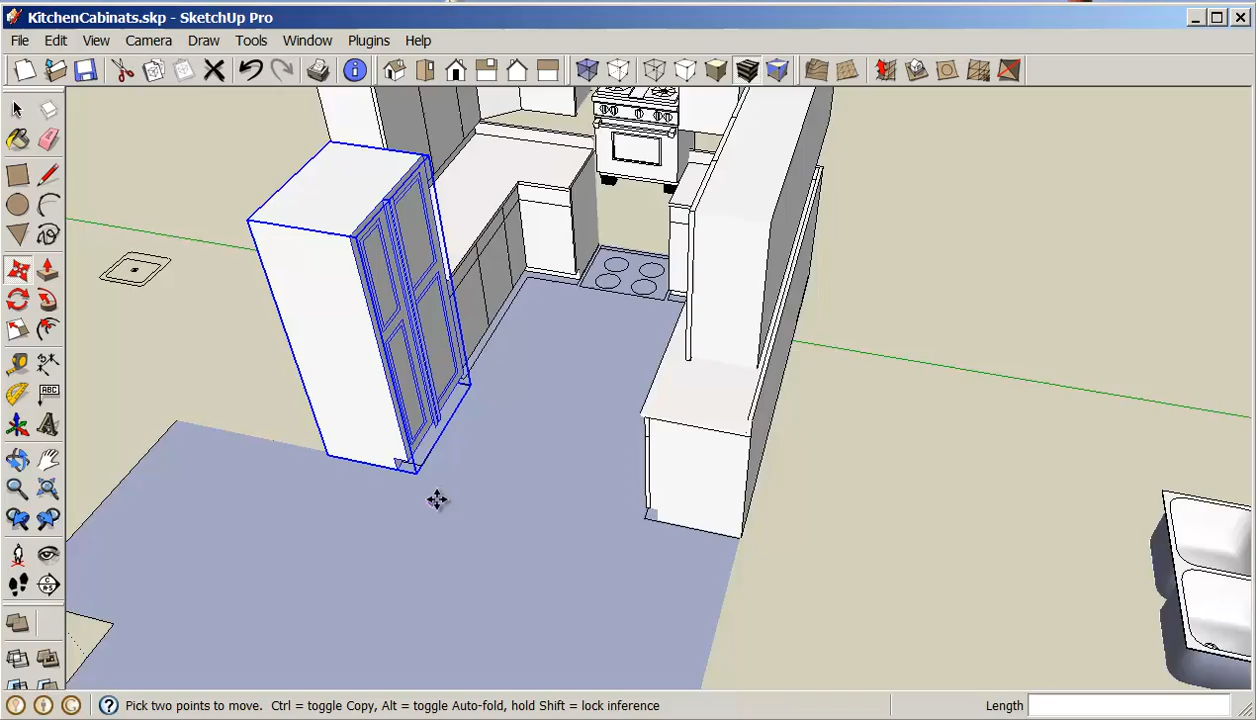 KitchenCabinats.skp - SketchUp Pro
File Edit View Camera Draw Tools Window Plugins Help
ABC
Pick two points to move.  Ctrl = toggle Copy, Alt = toggle Auto-fold, hold Shift = lock inference
Length